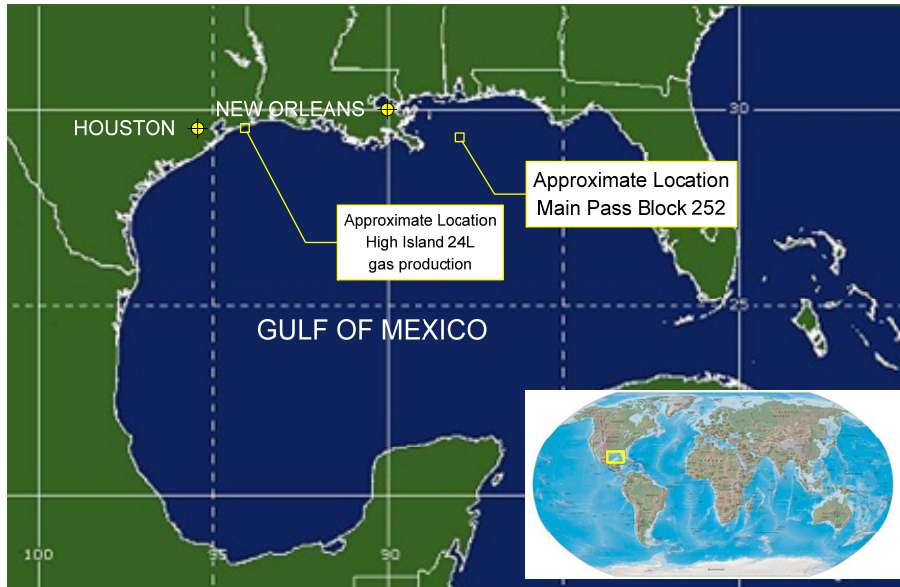 NEW ORLEANS
30
HOUSTON
Approximate Location
Main Pass Block 252
Approximate Location
High Island 24L
gas production
25
GULF OF MEXICO
100
95
90